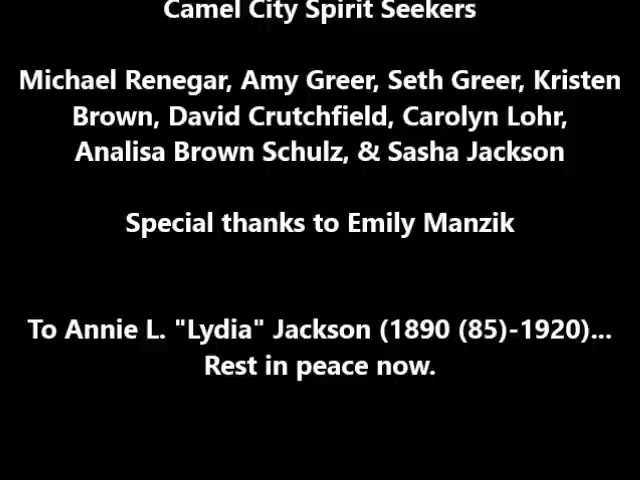 Camel City Spirit Seekers
Michael Renegar, Amy Greer, Seth Greer, Kristen
Brown, David Crutchfield, Carolyn Lohr,
Analisa Brown Schulz, & Sasha Jackson
Special thanks to Emily Manzik
To Annie L. "Lydia" Jackson (1890 (85)-1920)...
Rest in peace now.